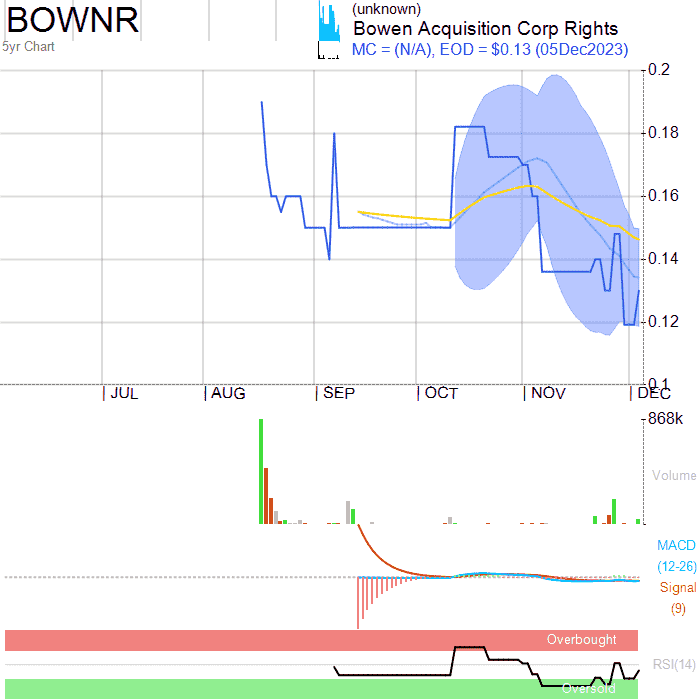 BOWNR
5yr Chart
(unknown)
Bowen Acquisition Corp Rights
MC = (N/A), EOD = $0.13 (05Dec2023)
0.2
0.18
0.16
0.14
0.12
0.1
JUL AUG SEP OCT NOV DEC
868k
Volume
MACD
(12-26)
Signal
(9)
Overbought
RSI(14)
Oversold